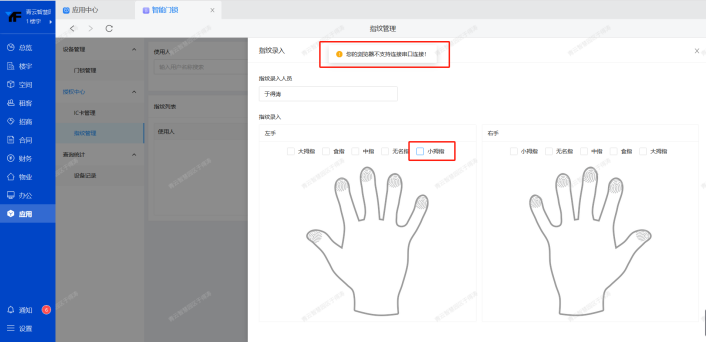 青云智慧
楼宇
应用中心
智能门锁
指纹管理
总览
楼宇
空间
租客
招商
合同
财务
物业
办公
应用
通知
设置
设备管理
门锁管理
授权中心
IC卡管理
指纹管理
查询统计
设备记录
使用人
输入用户名称搜索
指纹列表
使用人
指纹录入
您的浏览器不支持连接串口连接!
指纹录入人员
于得海
指纹录入
左手
大拇指 食指 中指 无名指 小拇指
右手
小拇指 无名指 中指 食指 大拇指